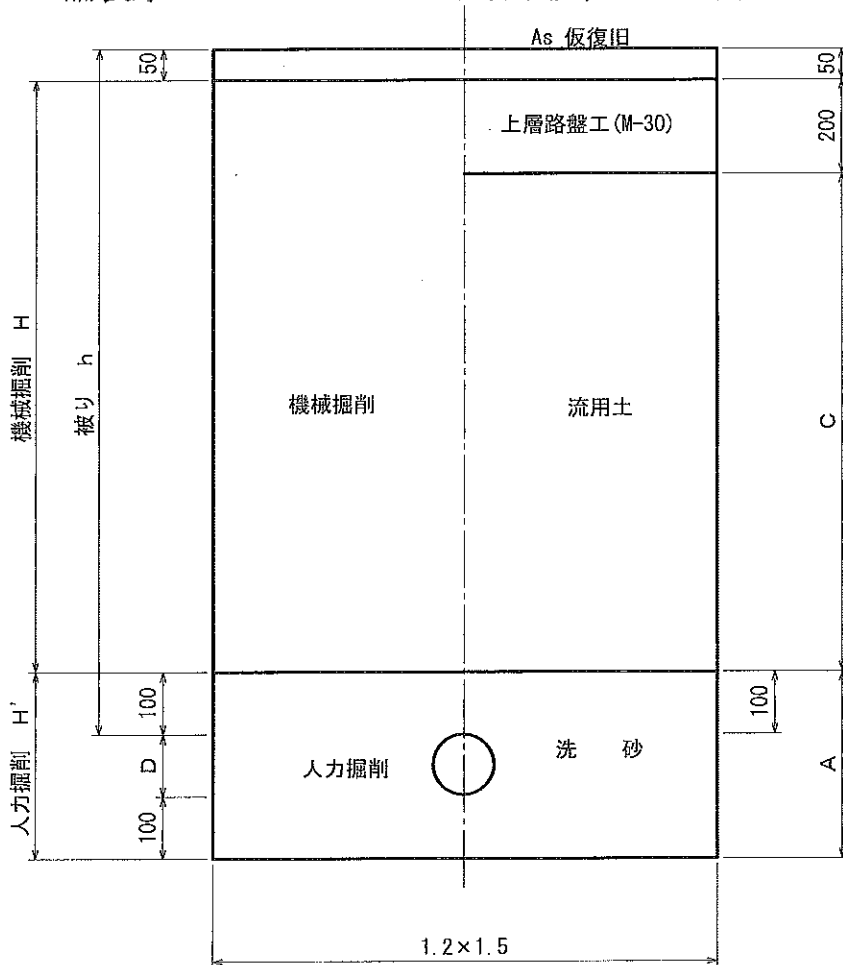 As 仮復旧
50
50
上層路盤工(M-30)
200
機械掘削 H
被り h
機械掘削
流用土
C
人力掘削 H'
100
D
100
人力掘削
洗 砂
100
A
1.2×1.5